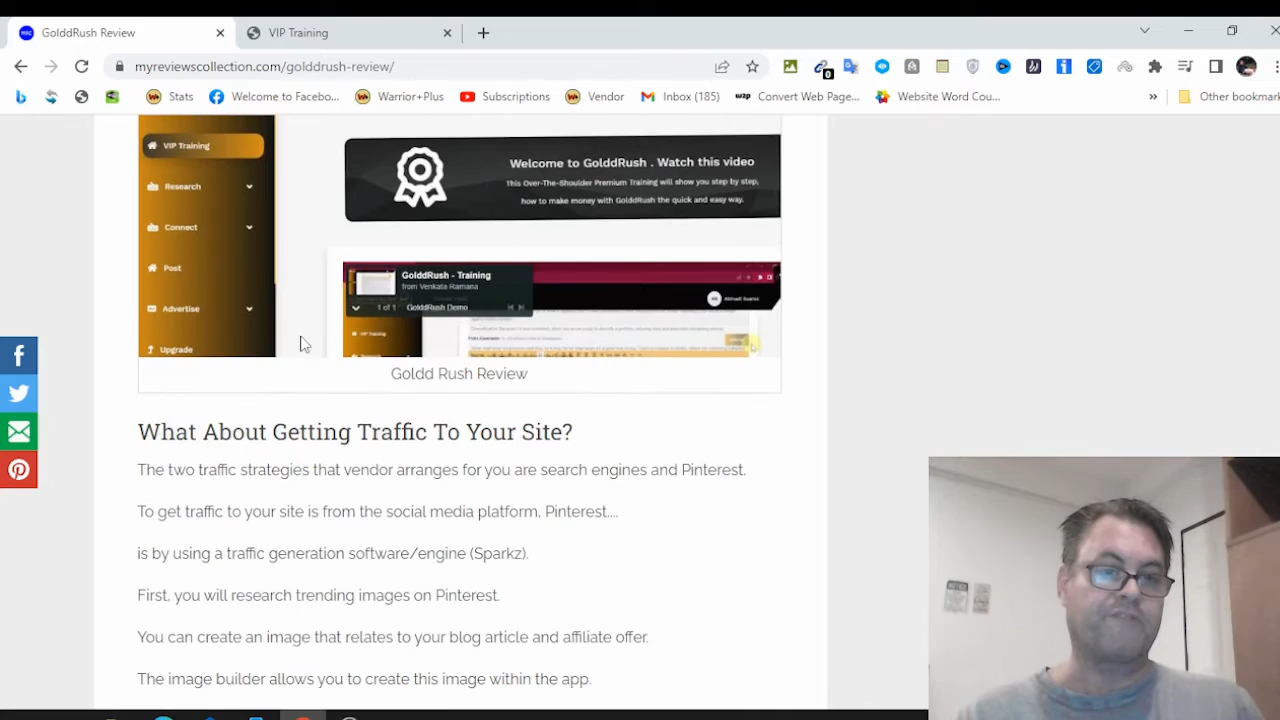 GolddRush Review
VIP Training
myreviewscollection.com/golddrush-review/
0
Stats
Welcome to Facebo...
Warrior+Plus
Subscriptions
Vendor
Inbox (185)
Convert Web Page...
Website Word Cou...
»
Other bookmark
VIP Training
Research
Connect
Post
Advertise
Upgrade
Welcome to GolddRush . Watch this video
This Over-The-Shoulder Premium Training will show you step by step,
how to make money with GolddRush the quick and easy way.
GolddRush - Training
from Venkata Ramana
1 of 1 GolddRush Demo
VIP Training
Goldd Rush Review
What About Getting Traffic To Your Site?
The two traffic strategies that vendor arranges for you are search engines and Pinterest.
To get traffic to your site is from the social media platform, Pinterest....
is by using a traffic generation software/engine (Sparkz).
First, you will research trending images on Pinterest.
You can create an image that relates to your blog article and affiliate offer.
The image builder allows you to create this image within the app.